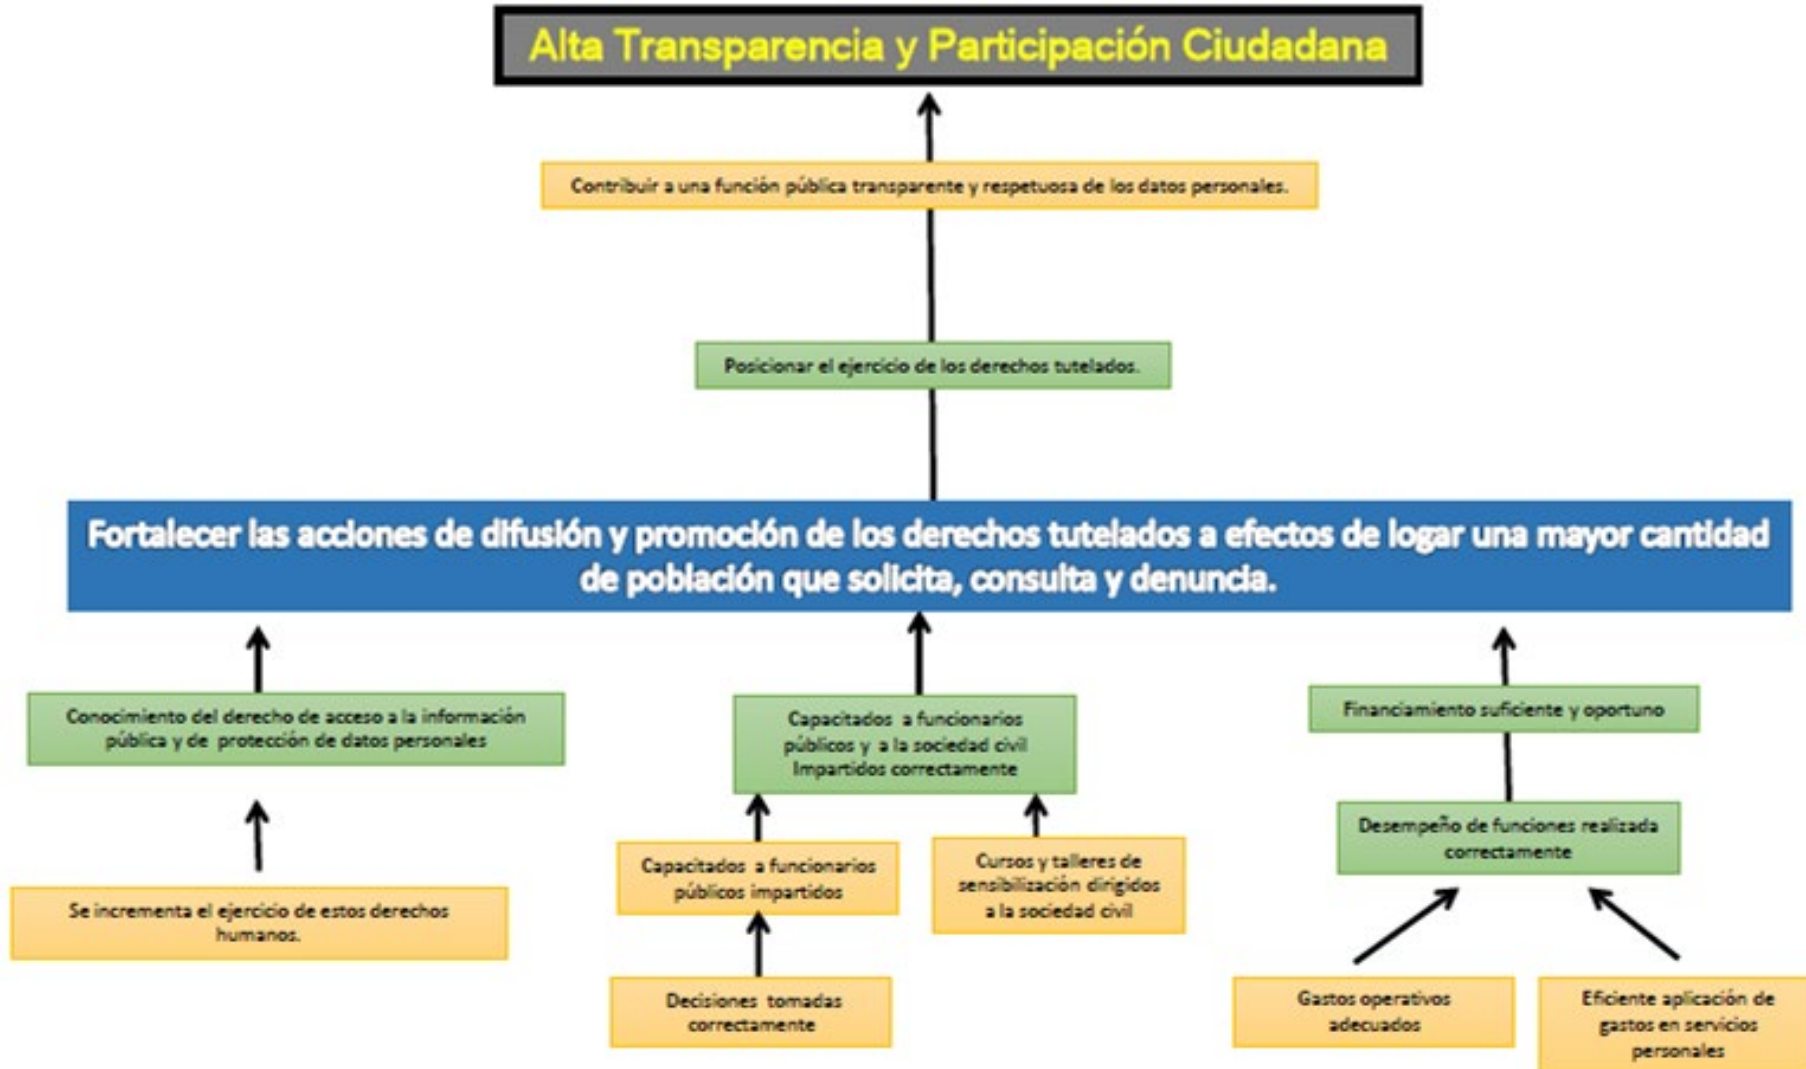 Alta Transparencia y Participación Ciudadana
Contribuir a una función pública transparente y respetuosa de los datos personales.
Posicionar el ejercicio de los derechos tutelados.
Fortalecer las acciones de difusión y promoción de los derechos tutelados a efectos de logar una mayor cantidad
de población que solicita, consulta y denuncia.
Conocimiento del derecho de acceso a la información
pública y de protección de datos personales
Capacitados a funcionarios
públicos y a la sociedad civil
Impartidos correctamente
Financiamiento suficiente y oportuno
Desempeño de funciones realizada
correctamente
Capacitados a funcionarios
públicos impartidos
Cursos y talleres de
sensibilización dirigidos
a la sociedad civil
Se incrementa el ejercicio de estos derechos
humanos.
Decisiones tomadas
correctamente
Gastos operativos
adecuados
Eficiente aplicación de
gastos en servicios
personales